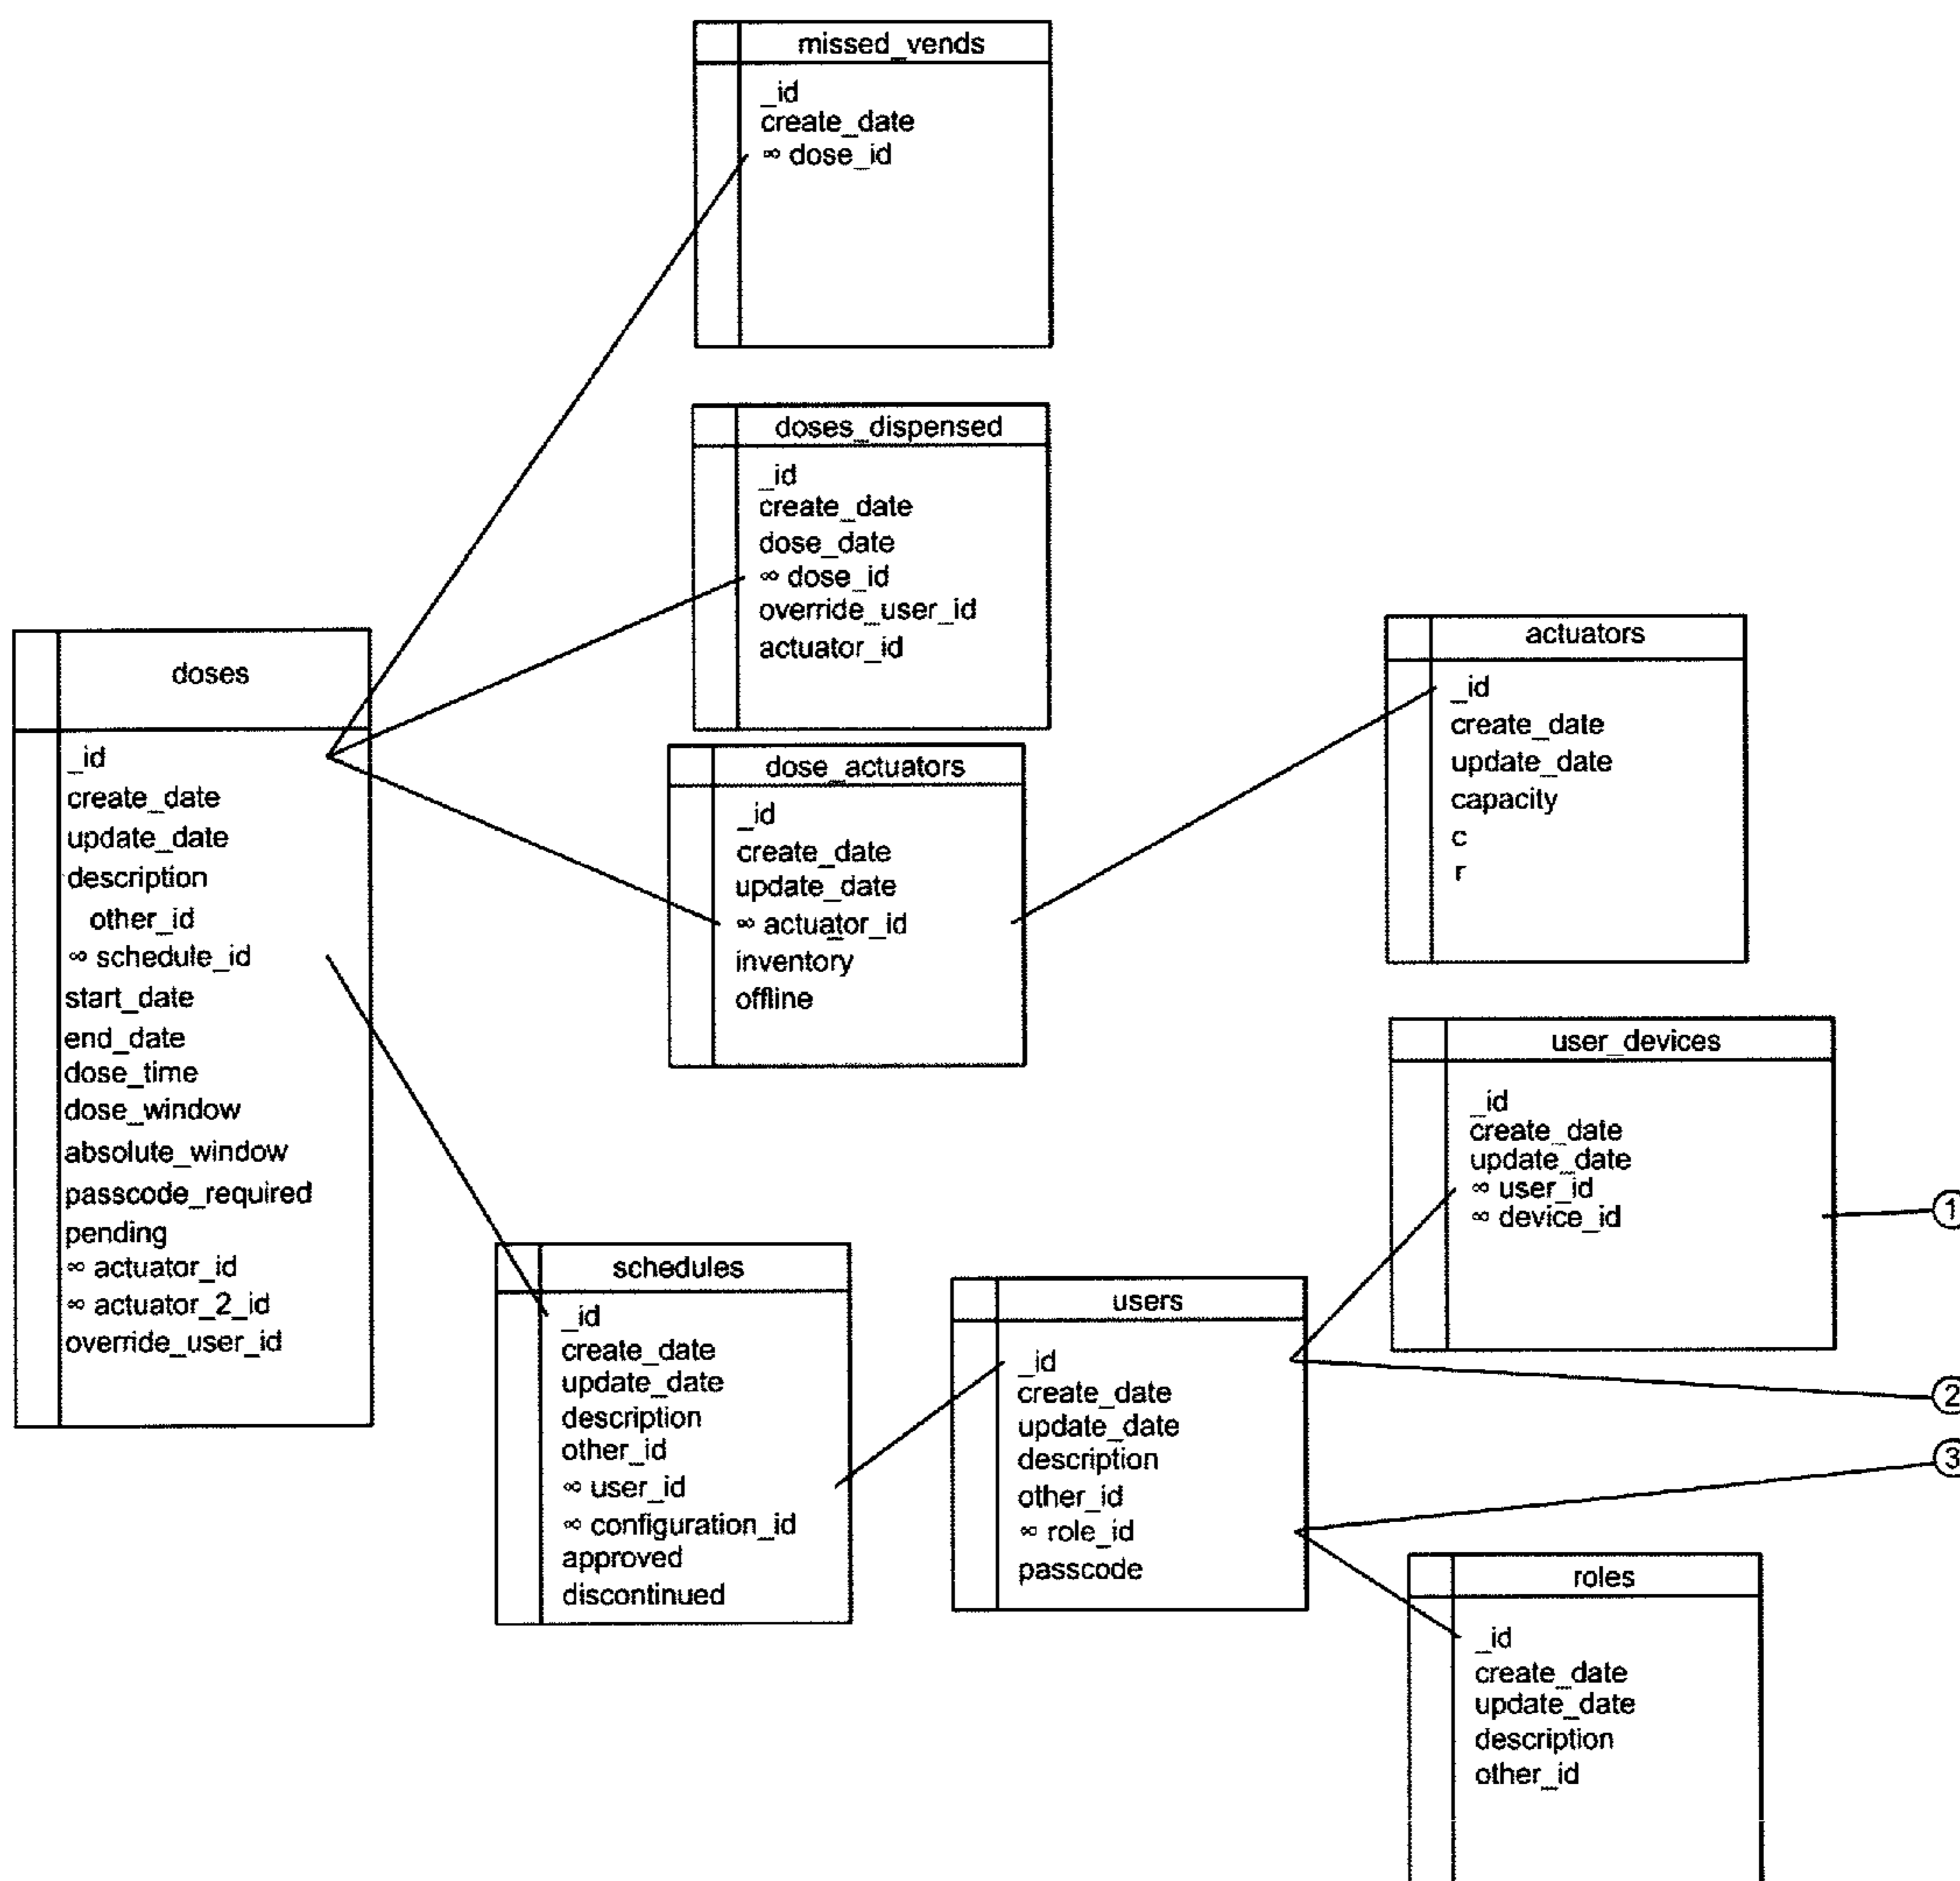 missed_vends
_id
create_date
∞ dose_id
doses_dispensed
_id
create_date
dose_date
∞ dose_id
override_user_id
actuator_id
doses
_id
create_date
update_date
description
other_id
∞ schedule_id
start_date
end_date
dose_time
dose_window
absolute_window
passcode_required
pending
∞ actuator_id
∞ actuator_2_id
override_user_id
dose_actuators
_id
create_date
update_date
∞ actuator_id
inventory
offline
actuators
_id
create_date
update_date
capacity
c
r
user_devices
_id
create_date
update_date
∞ user_id
∞ device_id
1
schedules
_id
create_date
update_date
description
other_id
∞ user_id
∞ configuration_id
approved
discontinued
users
_id
create_date
update_date
description
other_id
∞ role_id
passcode
2
3
roles
_id
create_date
update_date
description
other_id